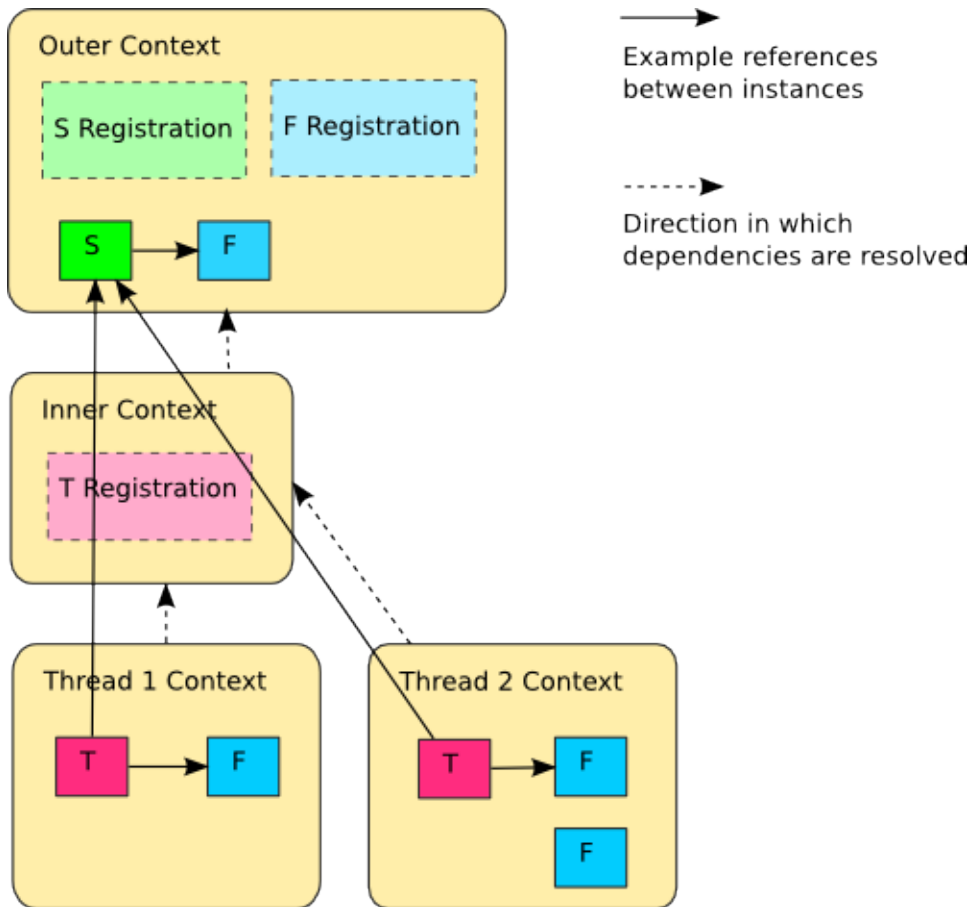 Outer Context
S Registration
F Registration
S
F
Example references
between instances
Direction in which
dependencies are resolved
Inner Context
T Registration
Thread 1 Context
T
F
Thread 2 Context
T
F
F